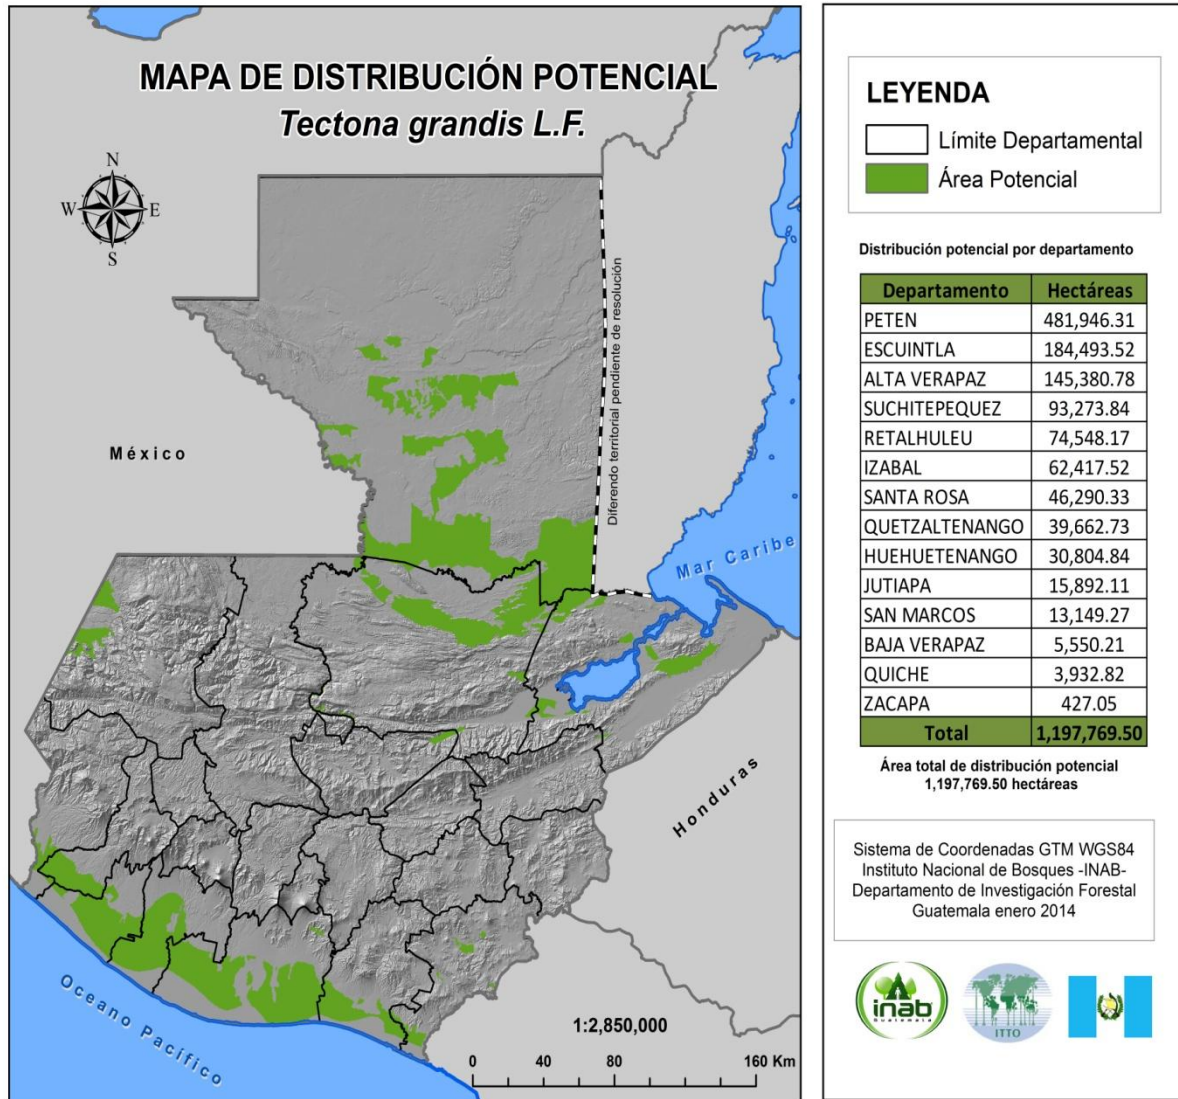 MAPA DE DISTRIBUCIÓN POTENCIAL
Tectona grandis L.F.
N
W
E
S
Diferendo territorial pendiente de resolución
México
Mar Caribe
Honduras
Oceano Pacífico
1:2,850,000
0 40 80 160 Km
LEYENDA
Límite Departamental
Área Potencial
Distribución potencial por departamento
Departamento Hectáreas
PETEN 481,946.31
ESCUINTLA 184,493.52
ALTA VERAPAZ 145,380.78
SUCHITEPEQUEZ 93,273.84
RETALHULEU 74,548.17
IZABAL 62,417.52
SANTA ROSA 46,290.33
QUETZALTENANGO 39,662.73
HUEHUETENANGO 30,804.84
JUTIAPA 15,892.11
SAN MARCOS 13,149.27
BAJA VERAPAZ 5,550.21
QUICHE 3,932.82
ZACAPA 427.05
Total 1,197,769.50
Área total de distribución potencial
1,197,769.50 hectáreas
Sistema de Coordenadas GTM WGS84
Instituto Nacional de Bosques -INAB-
Departamento de Investigación Forestal
Guatemala enero 2014
inab
Guatemala
ITTO